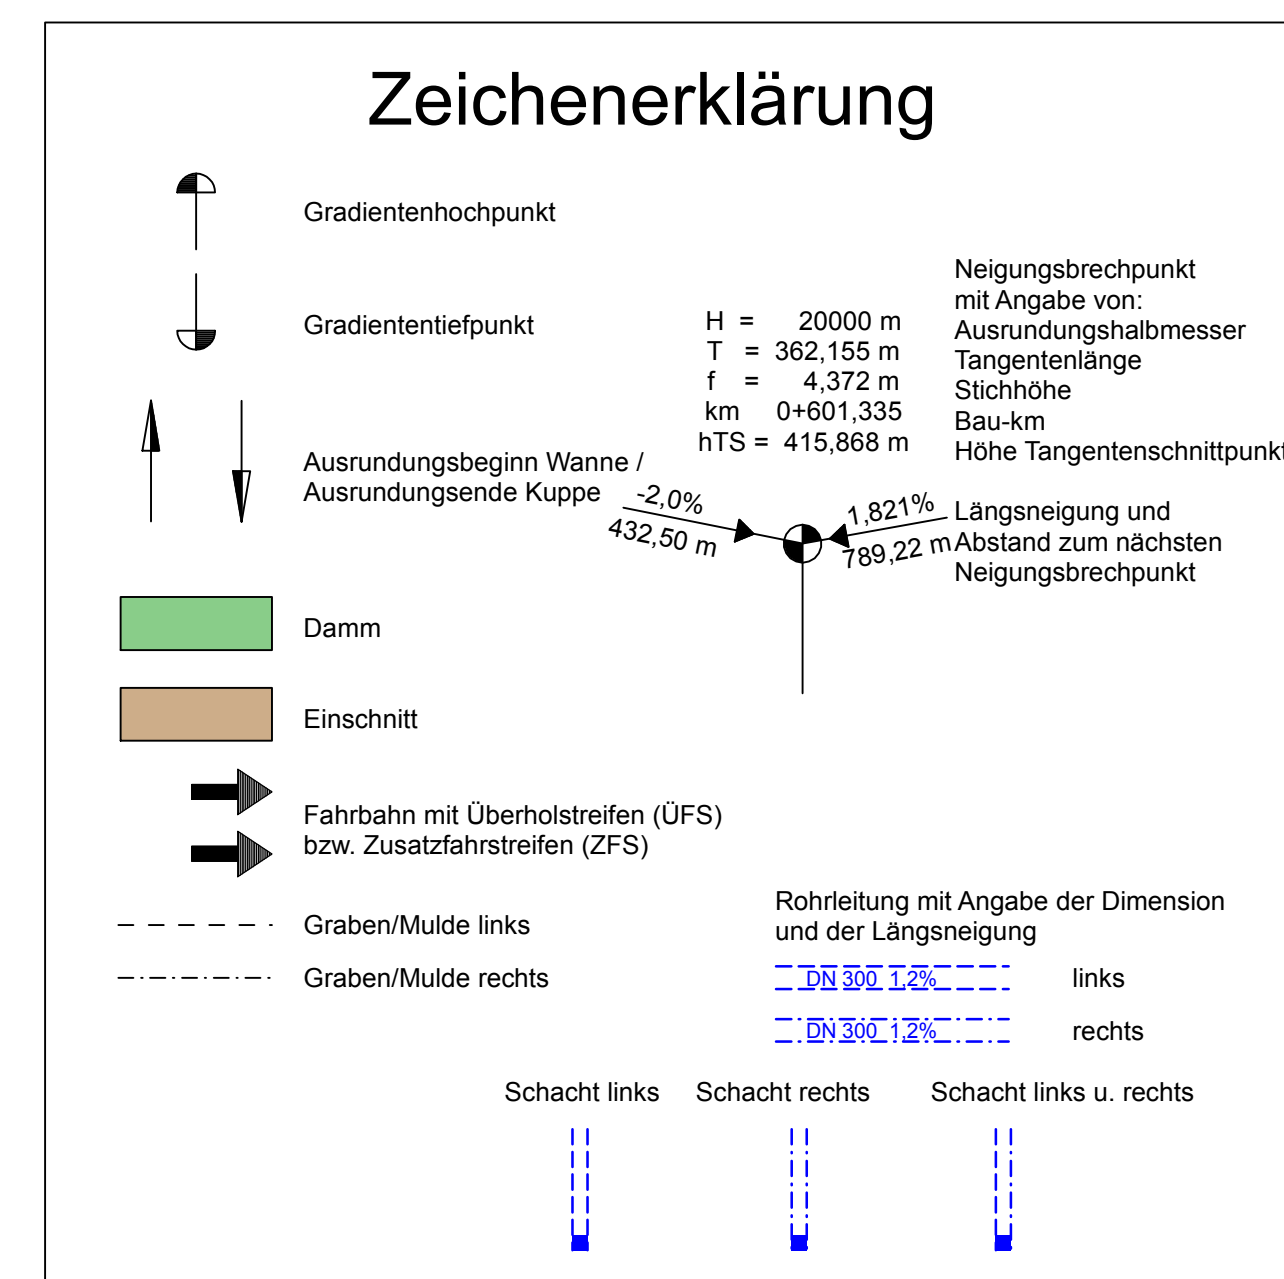 Zeichenerklärung
Gradientenhochpunkt
Gradiententiefpunkt
H = 20000 m
T = 362,155 m
f = 4,372 m
km 0+601,335
hTS = 415,868 m
Neigungsbrechpunkt
mit Angabe von:
Ausrundungshalbmesser
Tangentenlänge
Stichhöhe
Bau-km
Höhe Tangentenschnittpunkt
Ausrundungsbeginn Wanne /
Ausrundungsende Kuppe
-2,0%
432,50 m
1,821%
789,22 m
Längsneigung und
Abstand zum nächsten
Neigungsbrechpunkt
Damm
Einschnitt
Fahrbahn mit Überholstreifen (ÜFS)
bzw. Zusatzfahrstreifen (ZFS)
Graben/Mulde links
Graben/Mulde rechts
Rohrleitung mit Angabe der Dimension
und der Längsneigung
DN 300 1,2% links
DN 300 1,2% rechts
Schacht links Schacht rechts Schacht links u. rechts